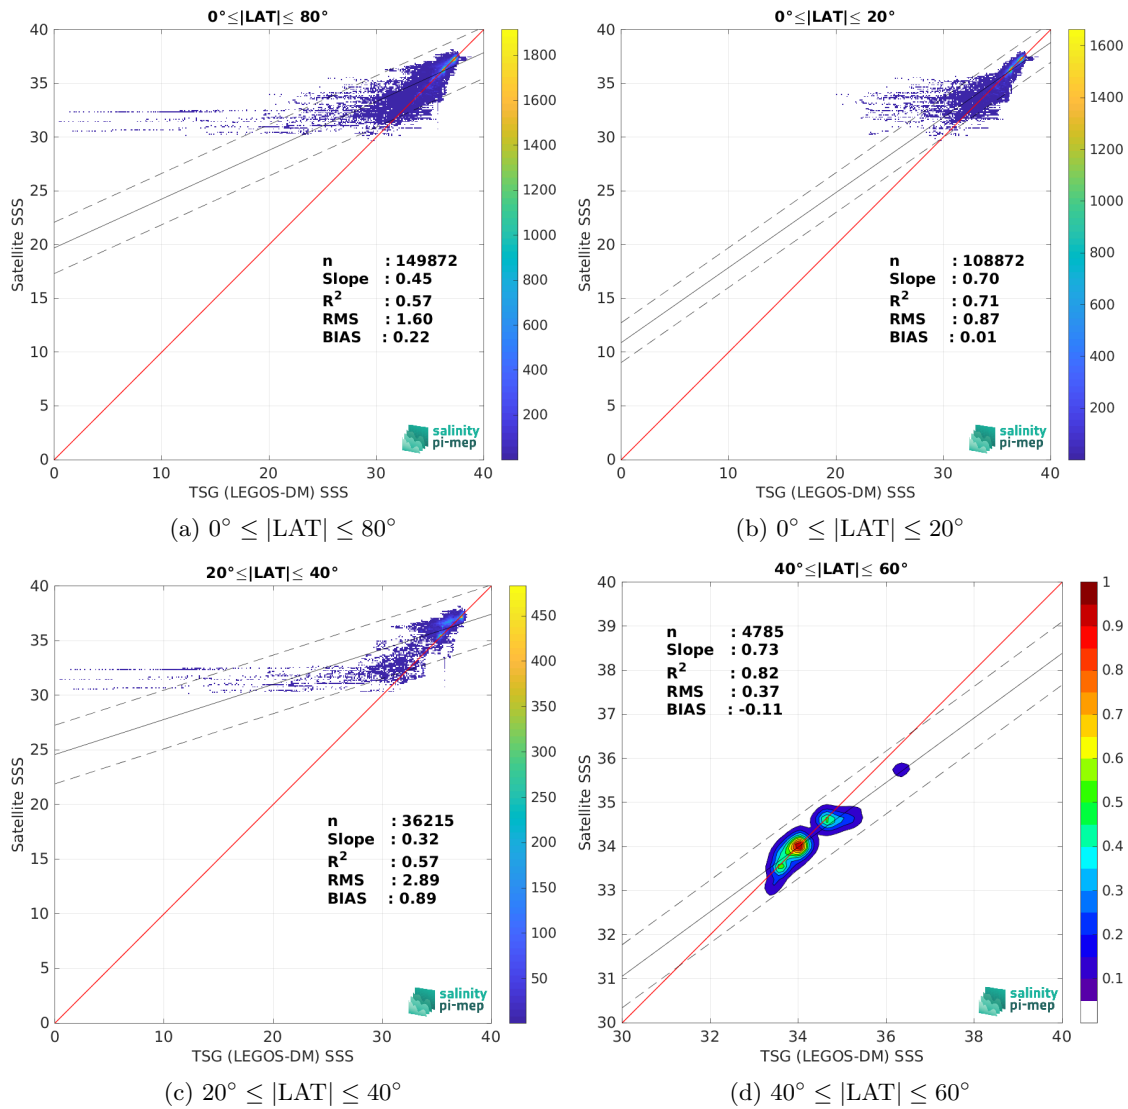 0°≤|LAT|≤ 80°
40
35
30
25
20
15
10
5
0
Satellite SSS
n : 149872
Slope : 0.45
R² : 0.57
RMS : 1.60
BIAS : 0.22
salinity
pi-mep
0 10 20 30 40
TSG (LEGOS-DM) SSS
1800
1600
1400
1200
1000
800
600
400
200
(a) 0° ≤ |LAT| ≤ 80°
0°≤|LAT|≤ 20°
40
35
30
25
20
15
10
5
0
Satellite SSS
n : 108872
Slope : 0.70
R² : 0.71
RMS : 0.87
BIAS : 0.01
salinity
pi-mep
0 10 20 30 40
TSG (LEGOS-DM) SSS
1600
1400
1200
1000
800
600
400
200
(b) 0° ≤ |LAT| ≤ 20°
20°≤|LAT|≤ 40°
40
35
30
25
20
15
10
5
0
Satellite SSS
n : 36215
Slope : 0.32
R² : 0.57
RMS : 2.89
BIAS : 0.89
salinity
pi-mep
0 10 20 30 40
TSG (LEGOS-DM) SSS
450
400
350
300
250
200
150
100
50
(c) 20° ≤ |LAT| ≤ 40°
40°≤|LAT|≤ 60°
40
39
38
37
36
35
34
33
32
31
30
Satellite SSS
n : 4785
Slope : 0.73
R² : 0.82
RMS : 0.37
BIAS : -0.11
salinity
pi-mep
30 32 34 36 38 40
TSG (LEGOS-DM) SSS
1
0.9
0.8
0.7
0.6
0.5
0.4
0.3
0.2
0.1
(d) 40° ≤ |LAT| ≤ 60°